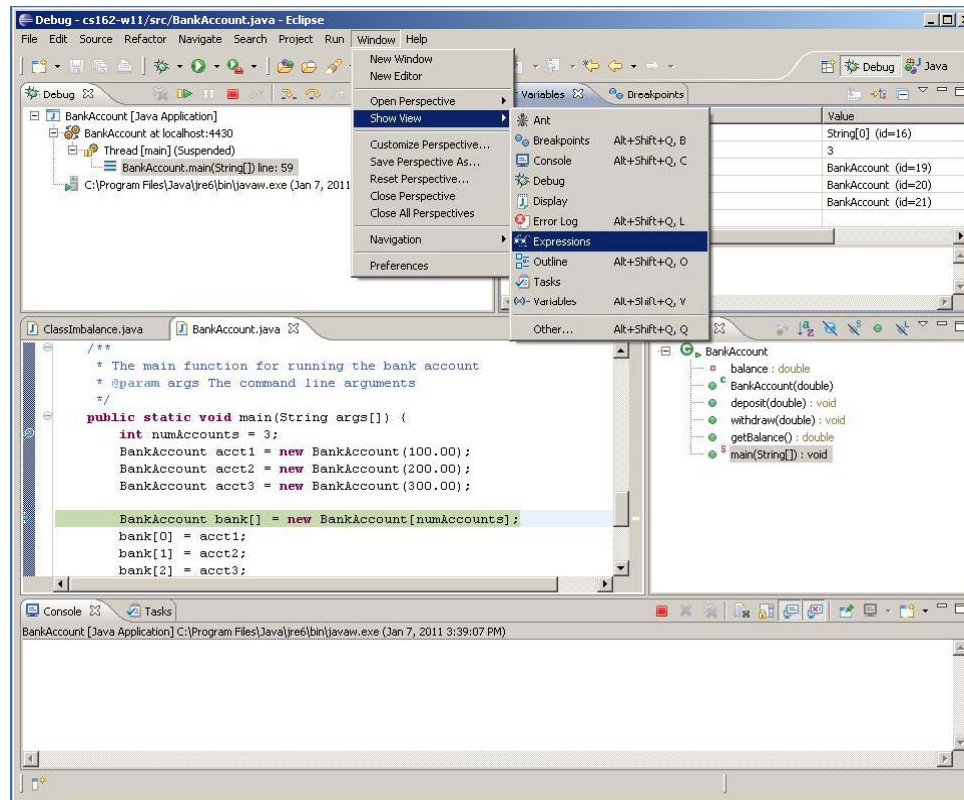 Debug - cs162-w11/src/BankAccount.java - Eclipse
File Edit Source Refactor Navigate Search Project Run Window Help
New Window
New Editor
Open Perspective
Show View
Customize Perspective...
Save Perspective As...
Reset Perspective...
Close Perspective
Close All Perspectives
Navigation
Preferences
Ant
Breakpoints Alt+Shift+Q, B
Console Alt+Shift+Q, C
Debug
Display
Error Log Alt+Shift+Q, L
Expressions
Outline Alt+Shift+Q, O
Tasks
Variables Alt+Shift+Q, V
Other... Alt+Shift+Q, Q
Debug Java
Debug
BankAccount [Java Application]
BankAccount at localhost:4430
Thread [main] (Suspended)
BankAccount.main(String[]) line: 59
C:\Program Files\Java\jre6\bin\javaw.exe (Jan 7, 2011
Variables Breakpoints
Value
String[0] (id=16)
3
BankAccount (id=19)
BankAccount (id=20)
BankAccount (id=21)
ClassImbalance.java BankAccount.java
/**
* The main function for running the bank account
* @param args The command line arguments
*/
public static void main(String args[]) {
int numAccounts = 3;
BankAccount acct1 = new BankAccount(100.00);
BankAccount acct2 = new BankAccount(200.00);
BankAccount acct3 = new BankAccount(300.00);
BankAccount bank[] = new BankAccount[numAccounts];
bank[0] = acct1;
bank[1] = acct2;
bank[2] = acct3;
BankAccount
balance : double
BankAccount(double)
deposit(double) : void
withdraw(double) : void
getBalance() : double
main(String[]) : void
Console Tasks
BankAccount [Java Application] C:\Program Files\Java\jre6\bin\javaw.exe (Jan 7, 2011 3:39:07 PM)